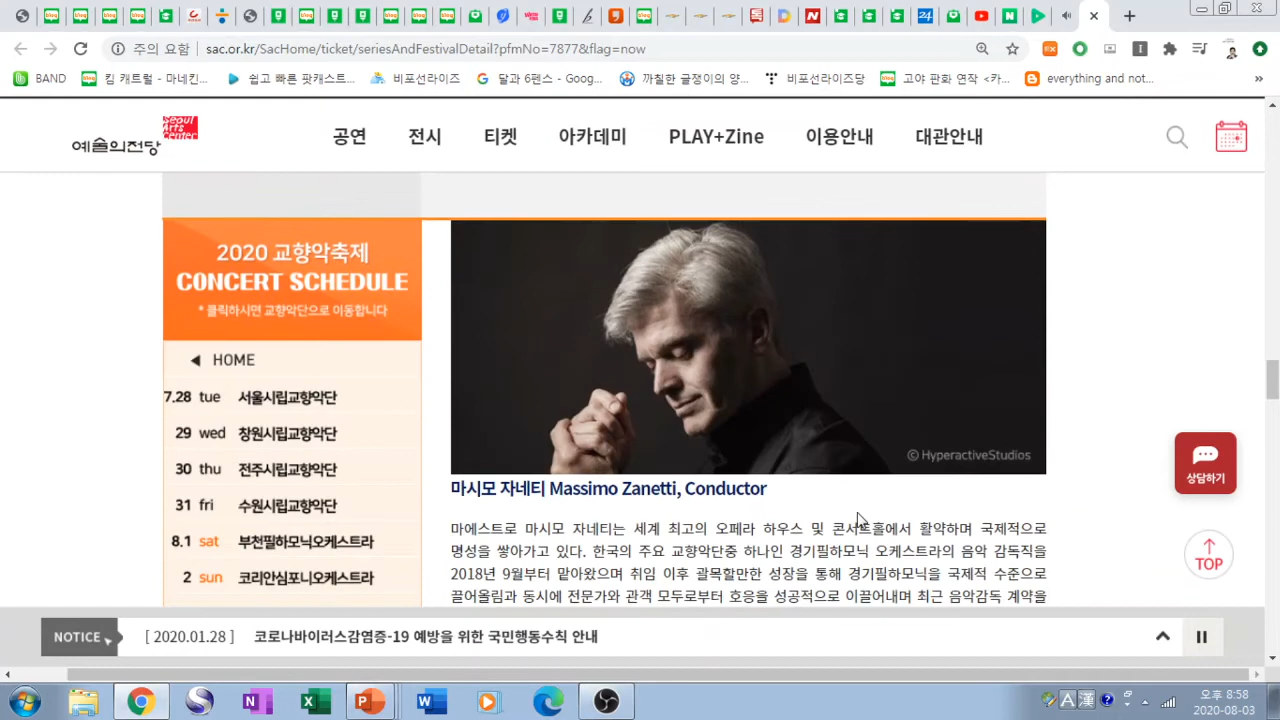 주의 요함
sac.or.kr/SacHome/ticket/seriesAndFestivalDetail?pfmNo=7877&flag=now
BAND
킴 캐트럴 - 마네킨...
쉽고 빠른 팟캐스트...
비포선라이즈
달과 6펜스 - Goog...
까칠한 글쟁이의 양...
비포선라이즈당
고야 판화 연작 <카...
everything and not...
»
예술의전당
Seoul
Arts
Center
공연
전시
티켓
아카데미
PLAY+Zine
이용안내
대관안내
2020 교향악축제
CONCERT SCHEDULE
* 클릭하시면 교향악단으로 이동합니다
◀ HOME
7.28 tue 서울시립교향악단
29 wed 창원시립교향악단
30 thu 전주시립교향악단
31 fri 수원시립교향악단
8.1 sat 부천필하모닉오케스트라
2 sun 코리안심포니오케스트라
© HyperactiveStudios
마시모 자네티 Massimo Zanetti, Conductor
마에스트로 마시모 자네티는 세계 최고의 오페라 하우스 및 콘서트홀에서 활약하며 국제적으로
명성을 쌓아가고 있다. 한국의 주요 교향악단중 하나인 경기필하모닉 오케스트라의 음악 감독직을
2018년 9월부터 맡아왔으며 취임 이후 괄목할만한 성장을 통해 경기필하모닉을 국제적 수준으로
끌어올림과 동시에 전문가와 관객 모두로부터 호응을 성공적으로 이끌어내며 최근 음악감독 계약을
상담하기
TOP
NOTICE
[ 2020.01.28 ] 코로나바이러스감염증-19 예방을 위한 국민행동수칙 안내
A 漢
오후 8:58
2020-08-03